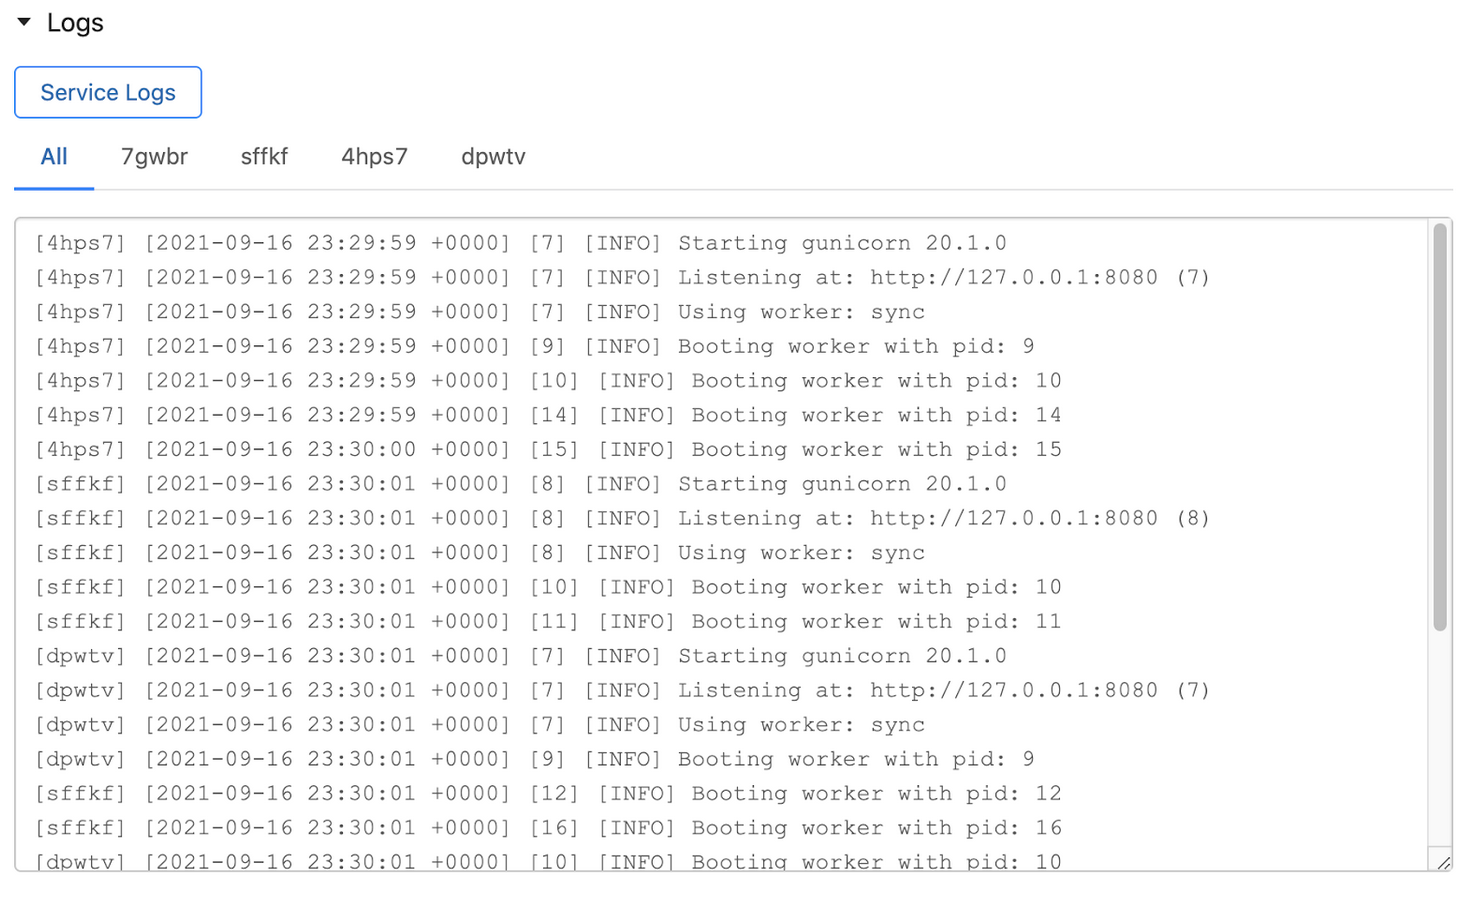 Logs
Service Logs
All 7gwbr sffkf 4hps7 dpwtv
[4hps7] [2021-09-16 23:29:59 +0000] [7] [INFO] Starting gunicorn 20.1.0
[4hps7] [2021-09-16 23:29:59 +0000] [7] [INFO] Listening at: http://127.0.0.1:8080 (7)
[4hps7] [2021-09-16 23:29:59 +0000] [7] [INFO] Using worker: sync
[4hps7] [2021-09-16 23:29:59 +0000] [9] [INFO] Booting worker with pid: 9
[4hps7] [2021-09-16 23:29:59 +0000] [10] [INFO] Booting worker with pid: 10
[4hps7] [2021-09-16 23:29:59 +0000] [14] [INFO] Booting worker with pid: 14
[4hps7] [2021-09-16 23:30:00 +0000] [15] [INFO] Booting worker with pid: 15
[sffkf] [2021-09-16 23:30:01 +0000] [8] [INFO] Starting gunicorn 20.1.0
[sffkf] [2021-09-16 23:30:01 +0000] [8] [INFO] Listening at: http://127.0.0.1:8080 (8)
[sffkf] [2021-09-16 23:30:01 +0000] [8] [INFO] Using worker: sync
[sffkf] [2021-09-16 23:30:01 +0000] [10] [INFO] Booting worker with pid: 10
[sffkf] [2021-09-16 23:30:01 +0000] [11] [INFO] Booting worker with pid: 11
[dpwtv] [2021-09-16 23:30:01 +0000] [7] [INFO] Starting gunicorn 20.1.0
[dpwtv] [2021-09-16 23:30:01 +0000] [7] [INFO] Listening at: http://127.0.0.1:8080 (7)
[dpwtv] [2021-09-16 23:30:01 +0000] [7] [INFO] Using worker: sync
[dpwtv] [2021-09-16 23:30:01 +0000] [9] [INFO] Booting worker with pid: 9
[sffkf] [2021-09-16 23:30:01 +0000] [12] [INFO] Booting worker with pid: 12
[sffkf] [2021-09-16 23:30:01 +0000] [16] [INFO] Booting worker with pid: 16
[dpwtv] [2021-09-16 23:30:01 +0000] [10] [INFO] Booting worker with pid: 10